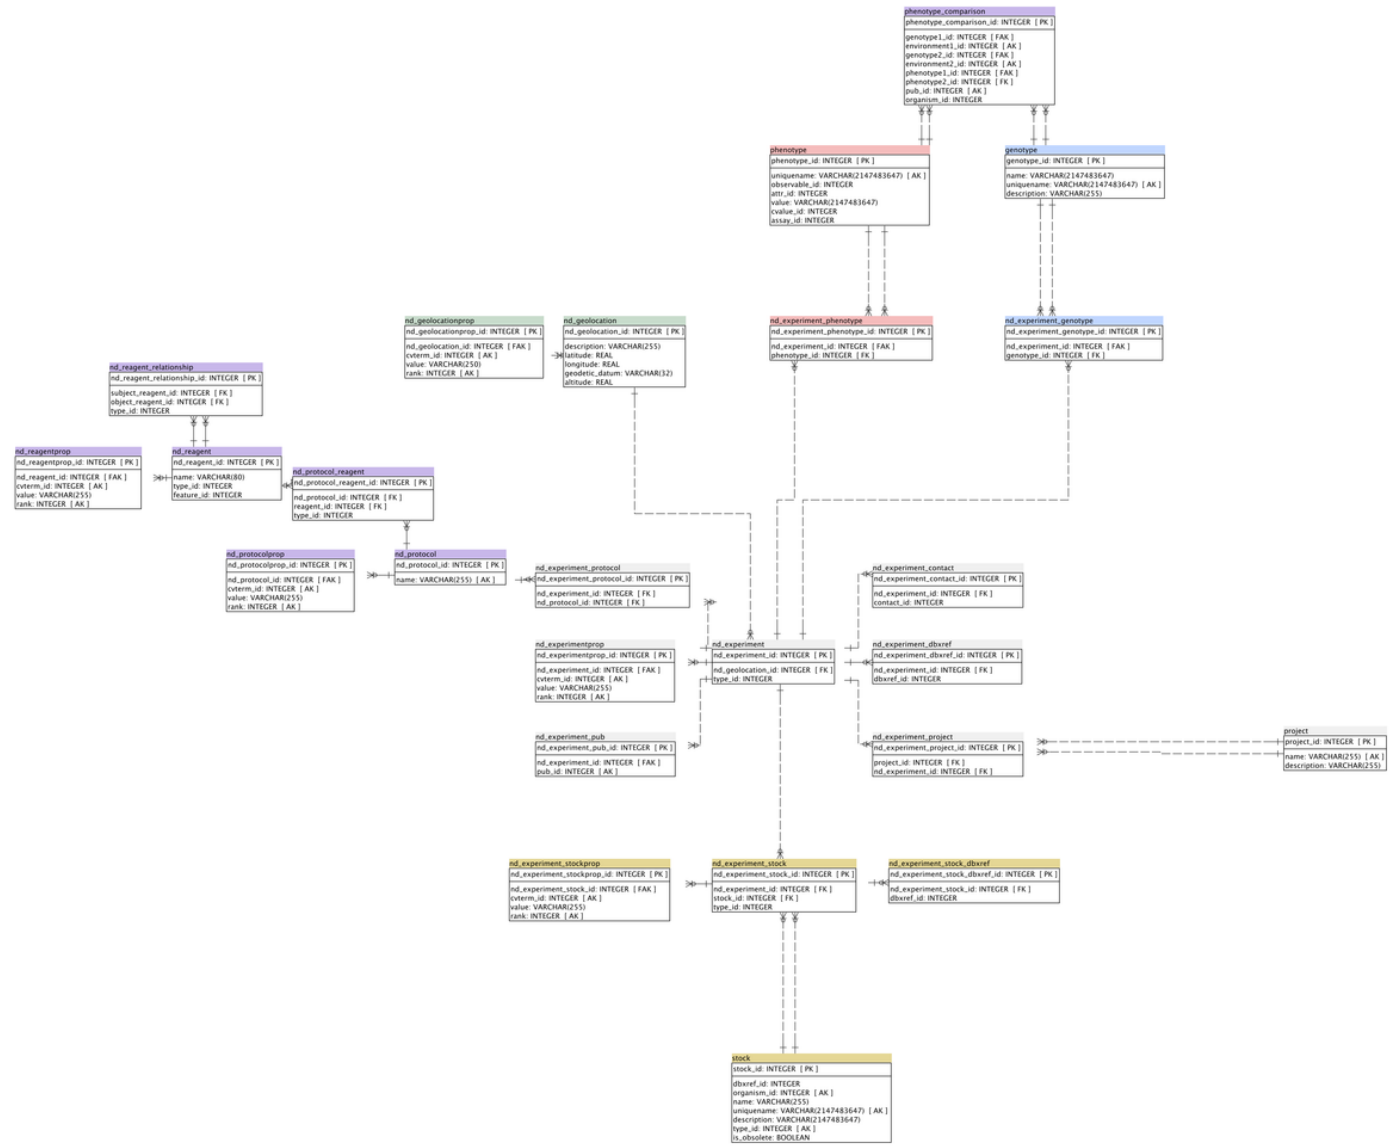 phenotype_comparison
phenotype_comparison_id: INTEGER [ PK ]
genotype1_id: INTEGER [ FAK ]
environment1_id: INTEGER [ AK ]
genotype2_id: INTEGER [ FAK ]
environment2_id: INTEGER [ AK ]
phenotype1_id: INTEGER [ FAK ]
phenotype2_id: INTEGER [ FK ]
pub_id: INTEGER [ AK ]
organism_id: INTEGER
phenotype
phenotype_id: INTEGER [ PK ]
uniquename: VARCHAR(2147483647) [ AK ]
observable_id: INTEGER
attr_id: INTEGER
value: VARCHAR(2147483647)
cvalue_id: INTEGER
assay_id: INTEGER
genotype
genotype_id: INTEGER [ PK ]
name: VARCHAR(2147483647)
uniquename: VARCHAR(2147483647) [ AK ]
description: VARCHAR(255)
nd_geolocationprop
nd_geolocationprop_id: INTEGER [ PK ]
nd_geolocation_id: INTEGER [ FAK ]
cvterm_id: INTEGER [ AK ]
value: VARCHAR(250)
rank: INTEGER [ AK ]
nd_geolocation
nd_geolocation_id: INTEGER [ PK ]
description: VARCHAR(255)
latitude: REAL
longitude: REAL
geodetic_datum: VARCHAR(32)
altitude: REAL
nd_experiment_phenotype
nd_experiment_phenotype_id: INTEGER [ PK ]
nd_experiment_id: INTEGER [ FAK ]
phenotype_id: INTEGER [ FK ]
nd_experiment_genotype
nd_experiment_genotype_id: INTEGER [ PK ]
nd_experiment_id: INTEGER [ FAK ]
genotype_id: INTEGER [ FK ]
nd_reagent_relationship
nd_reagent_relationship_id: INTEGER [ PK ]
subject_reagent_id: INTEGER [ FK ]
object_reagent_id: INTEGER [ FK ]
type_id: INTEGER
nd_reagentprop
nd_reagentprop_id: INTEGER [ PK ]
nd_reagent_id: INTEGER [ FAK ]
cvterm_id: INTEGER [ AK ]
value: VARCHAR(255)
rank: INTEGER [ AK ]
nd_reagent
nd_reagent_id: INTEGER [ PK ]
name: VARCHAR(80)
type_id: INTEGER
feature_id: INTEGER
nd_protocol_reagent
nd_protocol_reagent_id: INTEGER [ PK ]
nd_protocol_id: INTEGER [ FK ]
reagent_id: INTEGER [ FK ]
type_id: INTEGER
nd_protocolprop
nd_protocolprop_id: INTEGER [ PK ]
nd_protocol_id: INTEGER [ FAK ]
cvterm_id: INTEGER [ AK ]
value: VARCHAR(255)
rank: INTEGER [ AK ]
nd_protocol
nd_protocol_id: INTEGER [ PK ]
name: VARCHAR(255) [ AK ]
nd_experiment_protocol
nd_experiment_protocol_id: INTEGER [ PK ]
nd_experiment_id: INTEGER [ FK ]
nd_protocol_id: INTEGER [ FK ]
nd_experiment_contact
nd_experiment_contact_id: INTEGER [ PK ]
nd_experiment_id: INTEGER [ FK ]
contact_id: INTEGER
nd_experimentprop
nd_experimentprop_id: INTEGER [ PK ]
nd_experiment_id: INTEGER [ FAK ]
cvterm_id: INTEGER [ AK ]
value: VARCHAR(255)
rank: INTEGER [ AK ]
nd_experiment
nd_experiment_id: INTEGER [ PK ]
nd_geolocation_id: INTEGER [ FK ]
type_id: INTEGER
nd_experiment_dbxref
nd_experiment_dbxref_id: INTEGER [ PK ]
nd_experiment_id: INTEGER [ FK ]
dbxref_id: INTEGER
nd_experiment_pub
nd_experiment_pub_id: INTEGER [ PK ]
nd_experiment_id: INTEGER [ FAK ]
pub_id: INTEGER [ AK ]
nd_experiment_project
nd_experiment_project_id: INTEGER [ PK ]
project_id: INTEGER [ FK ]
nd_experiment_id: INTEGER [ FK ]
project
project_id: INTEGER [ PK ]
name: VARCHAR(255) [ AK ]
description: VARCHAR(255)
nd_experiment_stockprop
nd_experiment_stockprop_id: INTEGER [ PK ]
nd_experiment_stock_id: INTEGER [ FAK ]
cvterm_id: INTEGER [ AK ]
value: VARCHAR(255)
rank: INTEGER [ AK ]
nd_experiment_stock
nd_experiment_stock_id: INTEGER [ PK ]
nd_experiment_id: INTEGER [ FK ]
stock_id: INTEGER [ FK ]
type_id: INTEGER
nd_experiment_stock_dbxref
nd_experiment_stock_dbxref_id: INTEGER [ PK ]
nd_experiment_stock_id: INTEGER [ FK ]
dbxref_id: INTEGER
stock
stock_id: INTEGER [ PK ]
dbxref_id: INTEGER
organism_id: INTEGER [ AK ]
name: VARCHAR(255)
uniquename: VARCHAR(2147483647) [ AK ]
description: VARCHAR(2147483647)
type_id: INTEGER [ AK ]
is_obsolete: BOOLEAN